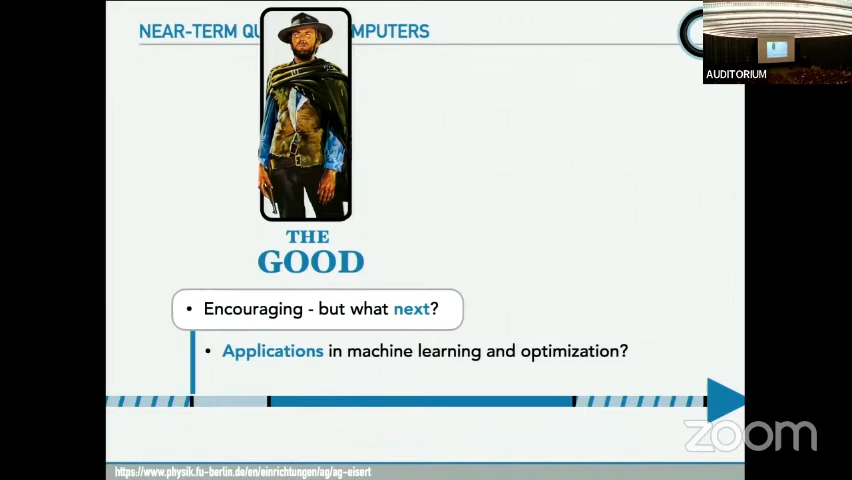 NEAR-TERM QU MPUTERS
AUDITORIUM
THE
GOOD
• Encouraging - but what next?
• Applications in machine learning and optimization?
zoom
https://www.physik.fu-berlin.de/en/einrichtungen/ag/ag-eisert